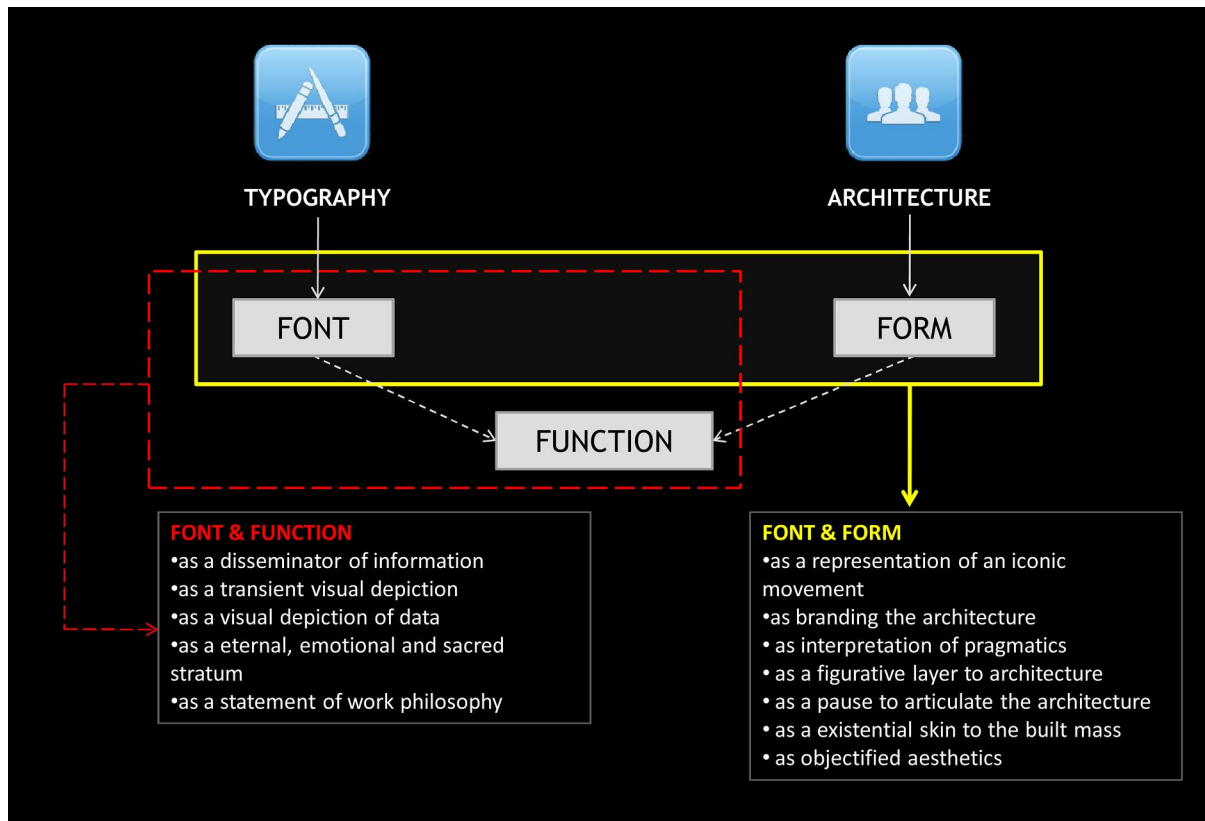 TYPOGRAPHY
ARCHITECTURE
FONT
FORM
FUNCTION
FONT & FUNCTION
•as a disseminator of information
•as a transient visual depiction
•as a visual depiction of data
•as a eternal, emotional and sacred
stratum
•as a statement of work philosophy
FONT & FORM
•as a representation of an iconic
movement
•as branding the architecture
• as interpretation of pragmatics
• as a figurative layer to architecture
• as a pause to articulate the architecture
• as a existential skin to the built mass
• as objectified aesthetics